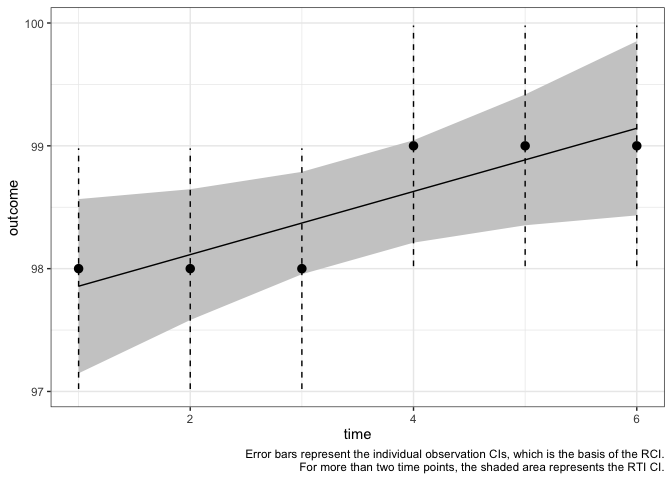 100
99
98
97
outcome
2
4
6
time
Error bars represent the individual observation CIs, which is the basis of the RCI.
For more than two time points, the shaded area represents the RTI CI.